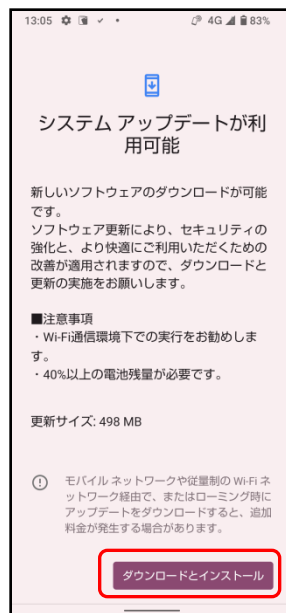 13:05 4G 83%
システム アップデートが利
用可能
新しいソフトウェアのダウンロードが可能
です。
ソフトウェア更新により、セキュリティの
強化と、より快適にご利用いただくための
改善が適用されますので、ダウンロードと
更新の実施をお願いします。
■注意事項
・Wi-Fi通信環境下での実行をお勧めしま
す。
・40%以上の電池残量が必要です。
更新サイズ: 498 MB
モバイル ネットワークや従量制の Wi-Fi ネ
ットワーク経由で、またはローミング時に
アップデートをダウンロードすると、追加
料金が発生する場合があります。
ダウンロードとインストール